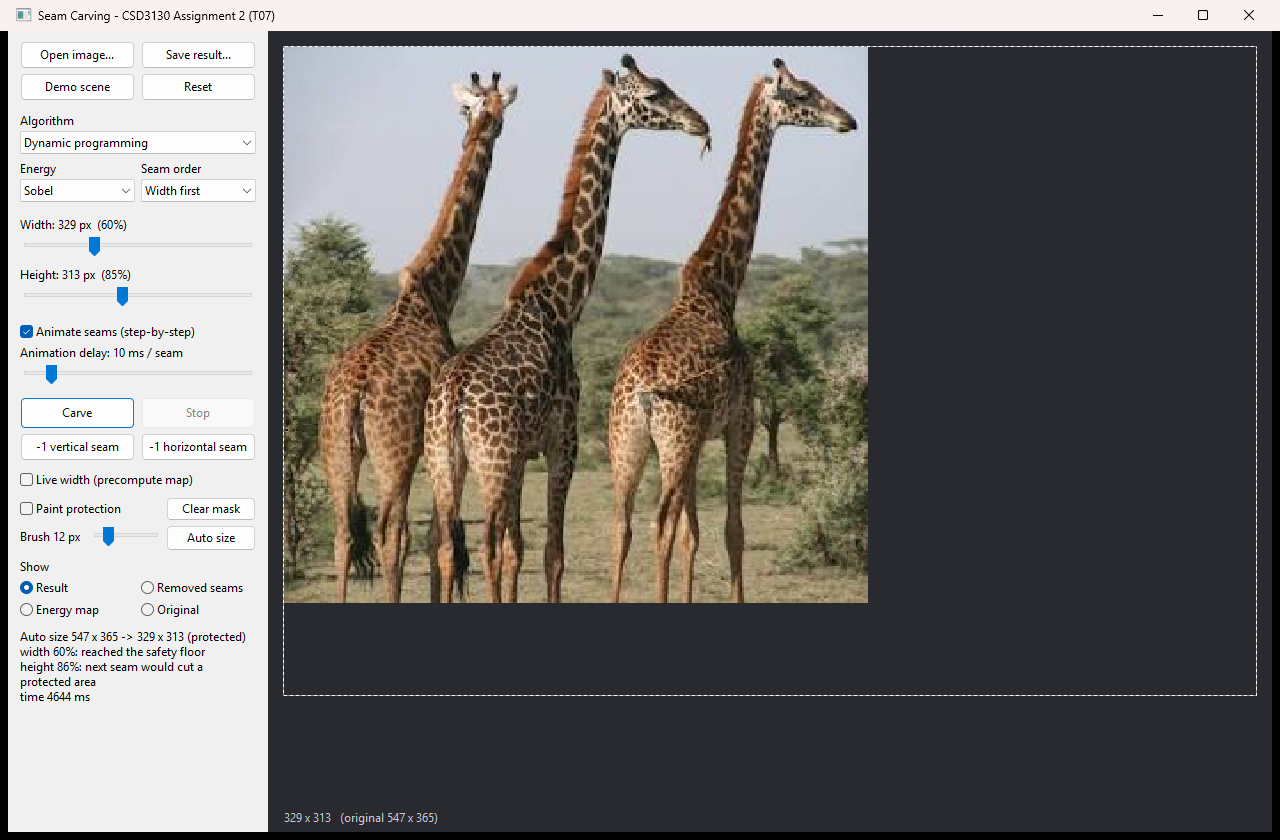 Seam Carving - CSD3130 Assignment 2 (T07)
Open image... Save result...
Demo scene Reset
Algorithm
Dynamic programming
Energy Seam order
Sobel Width first
Width: 329 px (60%)
Height: 313 px (85%)
Animate seams (step-by-step)
Animation delay: 10 ms / seam
Carve Stop
-1 vertical seam -1 horizontal seam
Live width (precompute map)
Paint protection Clear mask
Brush 12 px Auto size
Show
Result Removed seams
Energy map Original
Auto size 547 x 365 -> 329 x 313 (protected)
width 60%: reached the safety floor
height 86%: next seam would cut a
protected area
time 4644 ms
329 x 313 (original 547 x 365)